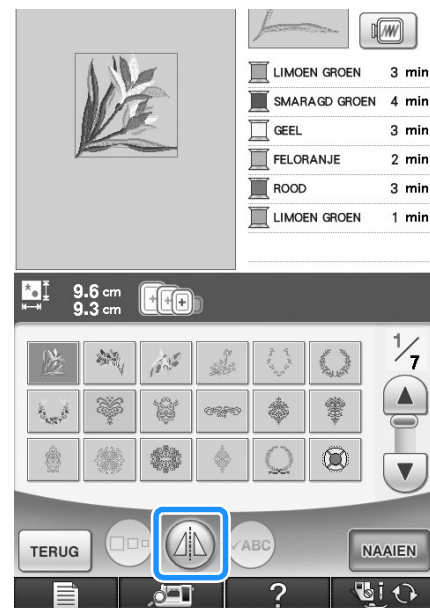 LIMOEN GROEN 3 min
SMARAGD GROEN 4 min
GEEL 3 min
FELORANJE 2 min
ROOD 3 min
LIMOEN GROEN 1 min
9.6 cm
9.3 cm
1/7
TERUG
ABC
NAAIEN
?